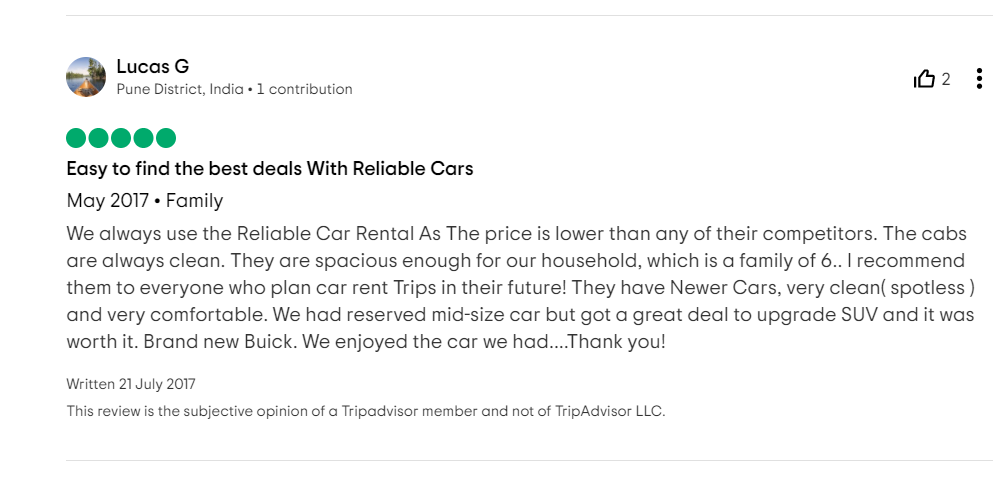 Lucas G
Pune District, India • 1 contribution
2
Easy to find the best deals With Reliable Cars
May 2017 • Family
We always use the Reliable Car Rental As The price is lower than any of their competitors. The cabs
are always clean. They are spacious enough for our household, which is a family of 6.. I recommend
them to everyone who plan car rent Trips in their future! They have Newer Cars, very clean( spotless )
and very comfortable. We had reserved mid-size car but got a great deal to upgrade SUV and it was
worth it. Brand new Buick. We enjoyed the car we had....Thank you!
Written 21 July 2017
This review is the subjective opinion of a Tripadvisor member and not of TripAdvisor LLC.